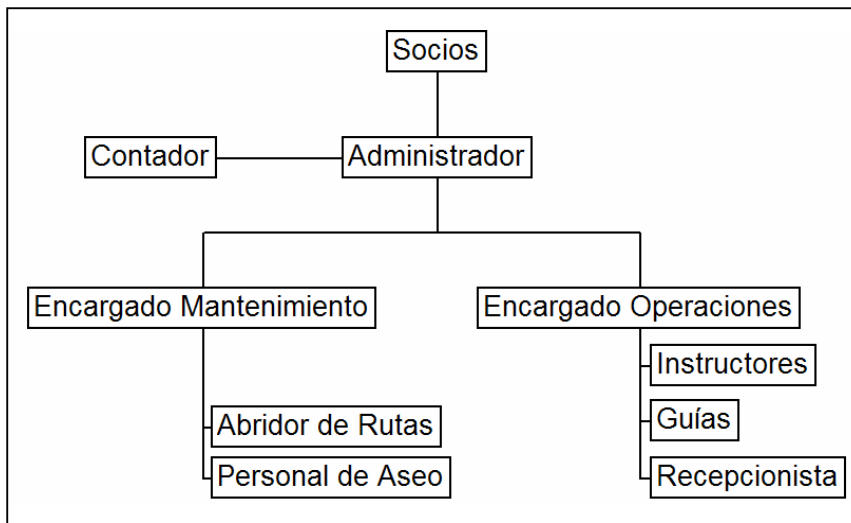 Socios
Contador
Administrador
Encargado Mantenimiento
Encargado Operaciones
Instructores
Abridor de Rutas
Guías
Personal de Aseo
Recepcionista